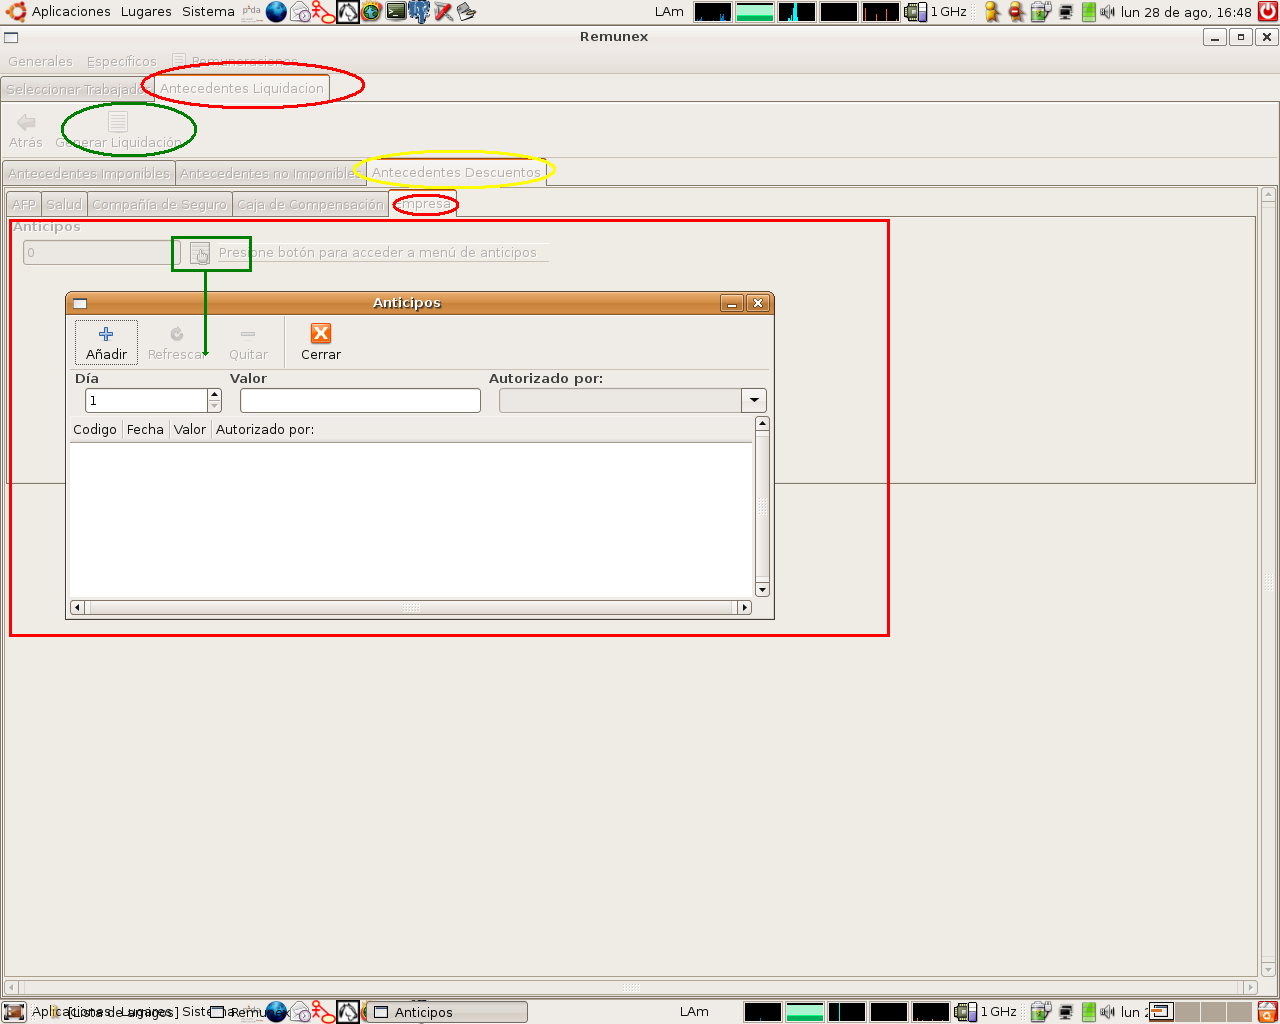 Aplicaciones Lugares Sistema LAm 1 GHz lun 28 de ago, 16:48
Remunex
Generales Específicos Remuneraciones
Seleccionar Trabajador Antecedentes Liquidacion
Atrás Generar Liquidación
Antecedentes Imponibles Antecedentes no Imponibles Antecedentes Descuentos
AFP Salud Compañía de Seguro Caja de Compensación Empresa
Anticipos
0 Presione botón para acceder a menú de anticipos
Anticipos
Añadir Refrescar Quitar Cerrar
Día Valor Autorizado por:
1
Codigo Fecha Valor Autorizado por:
Aplicaciones Lugares Sistema [Lista de amigos] Remunex Anticipos LAm 1 GHz lun 2